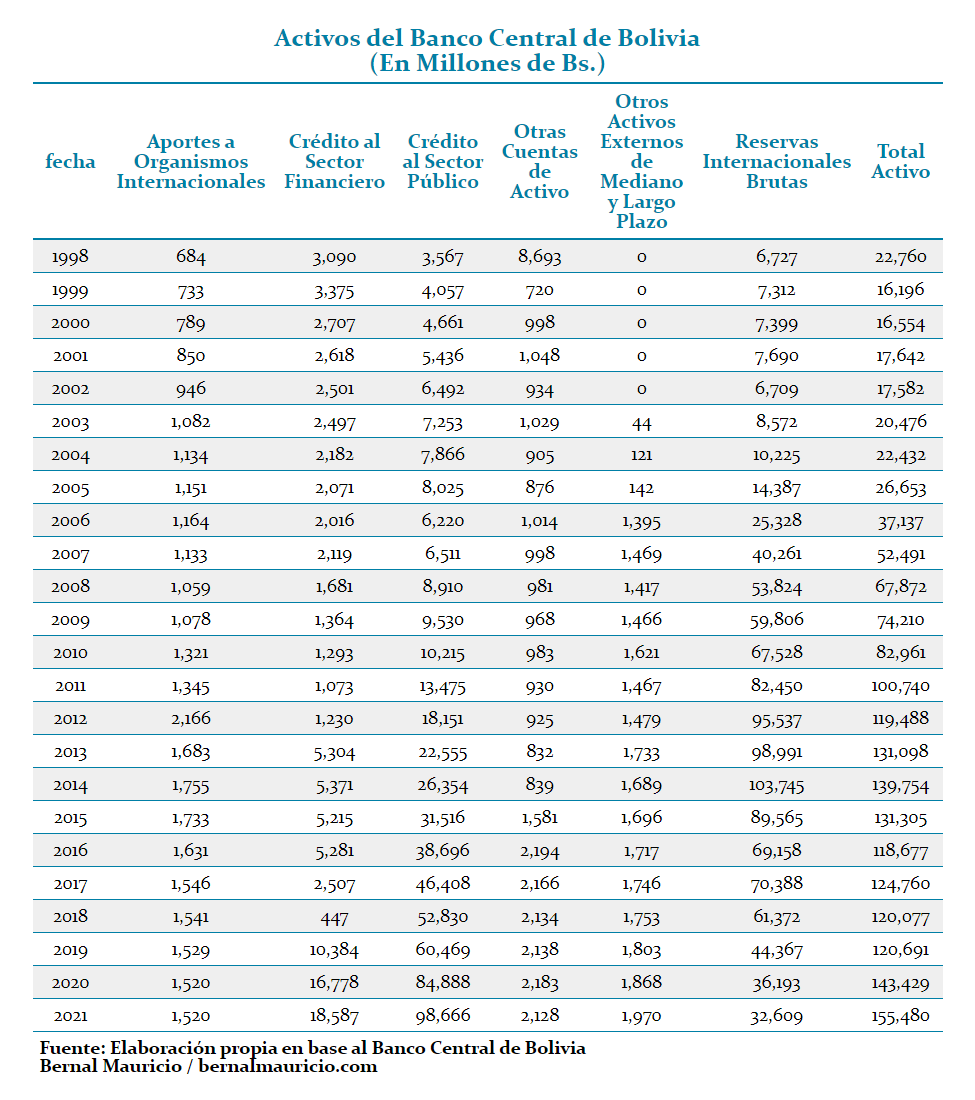 Activos del Banco Central de Bolivia
(En Millones de Bs.)
fecha Aportes a Organismos Internacionales Crédito al Sector Financiero Crédito al Sector Público Otras Cuentas de Activo Otros Activos Externos de Mediano y Largo Plazo Reservas Internacionales Brutas Total Activo
1998 684 3,090 3,567 8,693 0 6,727 22,760
1999 733 3,375 4,057 720 0 7,312 16,196
2000 789 2,707 4,661 998 0 7,399 16,554
2001 850 2,618 5,436 1,048 0 7,690 17,642
2002 946 2,501 6,492 934 0 6,709 17,582
2003 1,082 2,497 7,253 1,029 44 8,572 20,476
2004 1,134 2,182 7,866 905 121 10,225 22,432
2005 1,151 2,071 8,025 876 142 14,387 26,653
2006 1,164 2,016 6,220 1,014 1,395 25,328 37,137
2007 1,133 2,119 6,511 998 1,469 40,261 52,491
2008 1,059 1,681 8,910 981 1,417 53,824 67,872
2009 1,078 1,364 9,530 968 1,466 59,806 74,210
2010 1,321 1,293 10,215 983 1,621 67,528 82,961
2011 1,345 1,073 13,475 930 1,467 82,450 100,740
2012 2,166 1,230 18,151 925 1,479 95,537 119,488
2013 1,683 5,304 22,555 832 1,733 98,991 131,098
2014 1,755 5,371 26,354 839 1,689 103,745 139,754
2015 1,733 5,215 31,516 1,581 1,696 89,565 131,305
2016 1,631 5,281 38,696 2,194 1,717 69,158 118,677
2017 1,546 2,507 46,408 2,166 1,746 70,388 124,760
2018 1,541 447 52,830 2,134 1,753 61,372 120,077
2019 1,529 10,384 60,469 2,138 1,803 44,367 120,691
2020 1,520 16,778 84,888 2,183 1,868 36,193 143,429
2021 1,520 18,587 98,666 2,128 1,970 32,609 155,480
Fuente: Elaboración propia en base al Banco Central de Bolivia
Bernal Mauricio / bernalmauricio.com